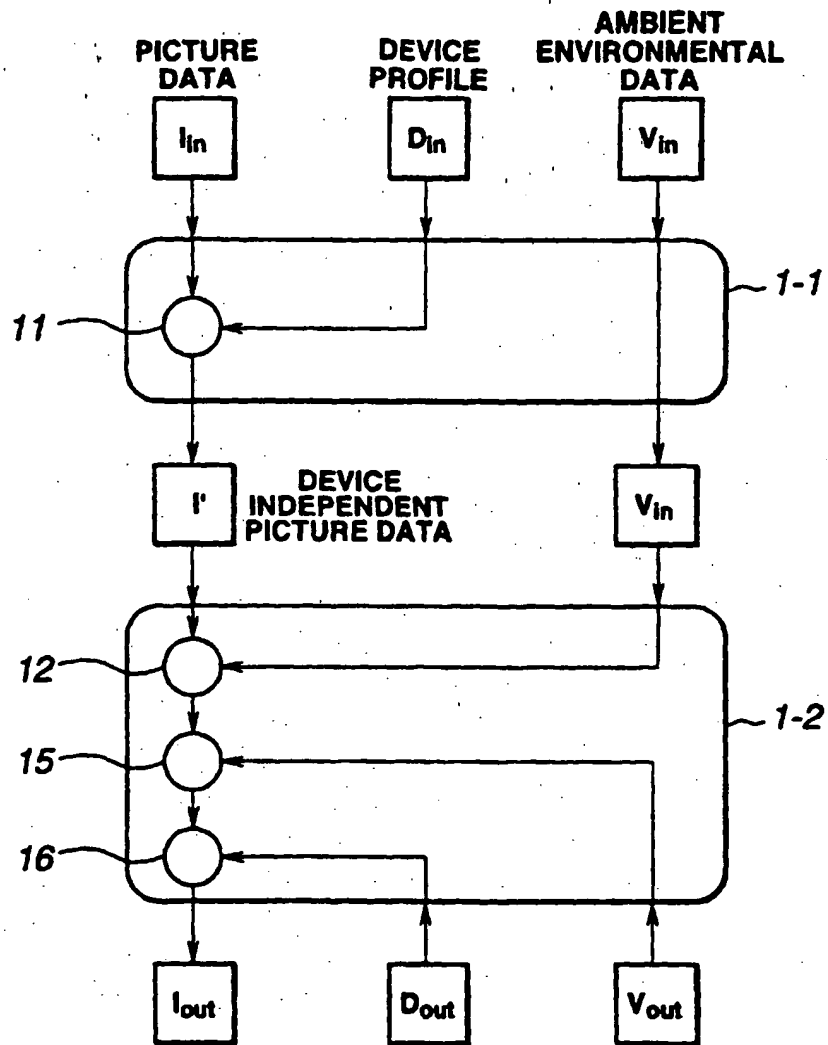 PICTURE
DATA
DEVICE
PROFILE
AMBIENT
ENVIRONMENTAL
DATA
Iin
Din
Vin
1-1
11
I'
DEVICE
INDEPENDENT
PICTURE DATA
Vin
12
1-2
15
16
Iout
Dout
Vout